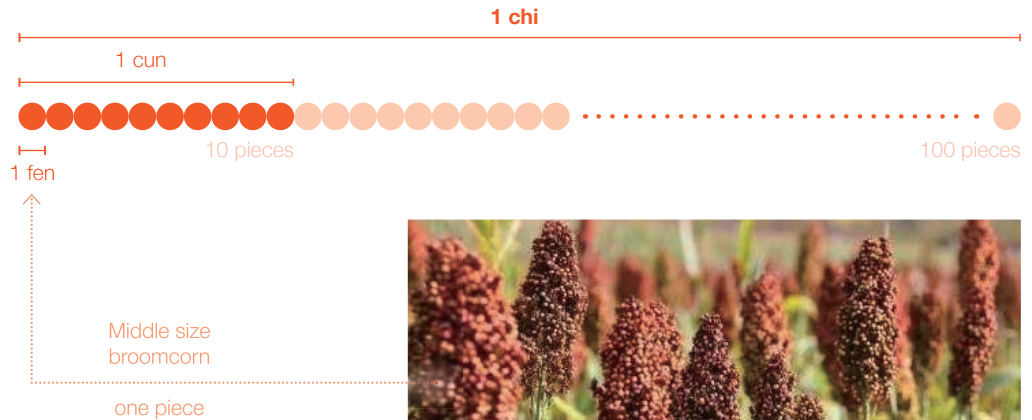 1 chi
1 cun
10 pieces
100 pieces
1 fen
Middle size
broomcorn
one piece